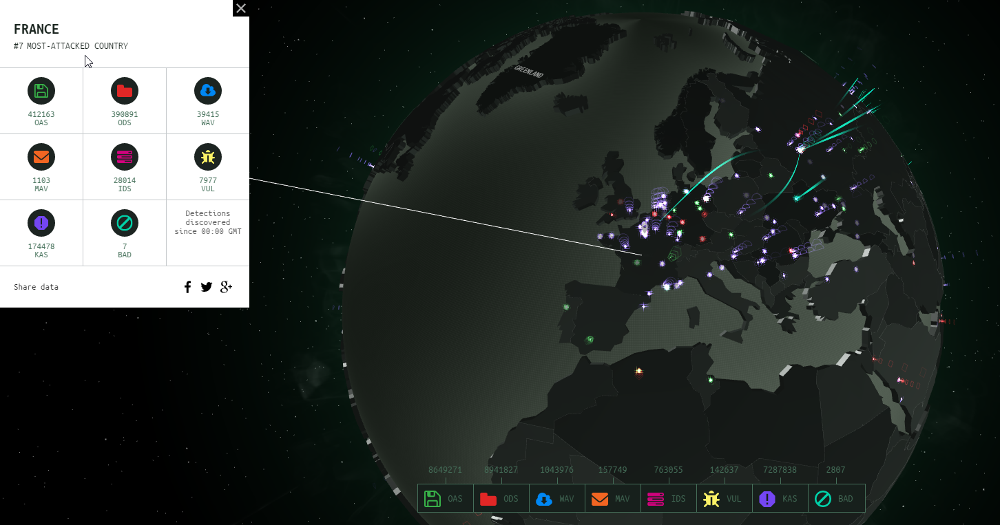 FRANCE
#7 MOST-ATTACKED COUNTRY
412163
OAS
390891
ODS
39415
WAV
1103
MAV
28014
IDS
7977
VUL
174478
KAS
7
BAD
Detections
discovered
since 00:00 GMT
Share data
GREENLAND
8649271 8941827 1043976 157749 763055 142637 7287838 2807
OAS ODS WAV MAV IDS VUL KAS BAD